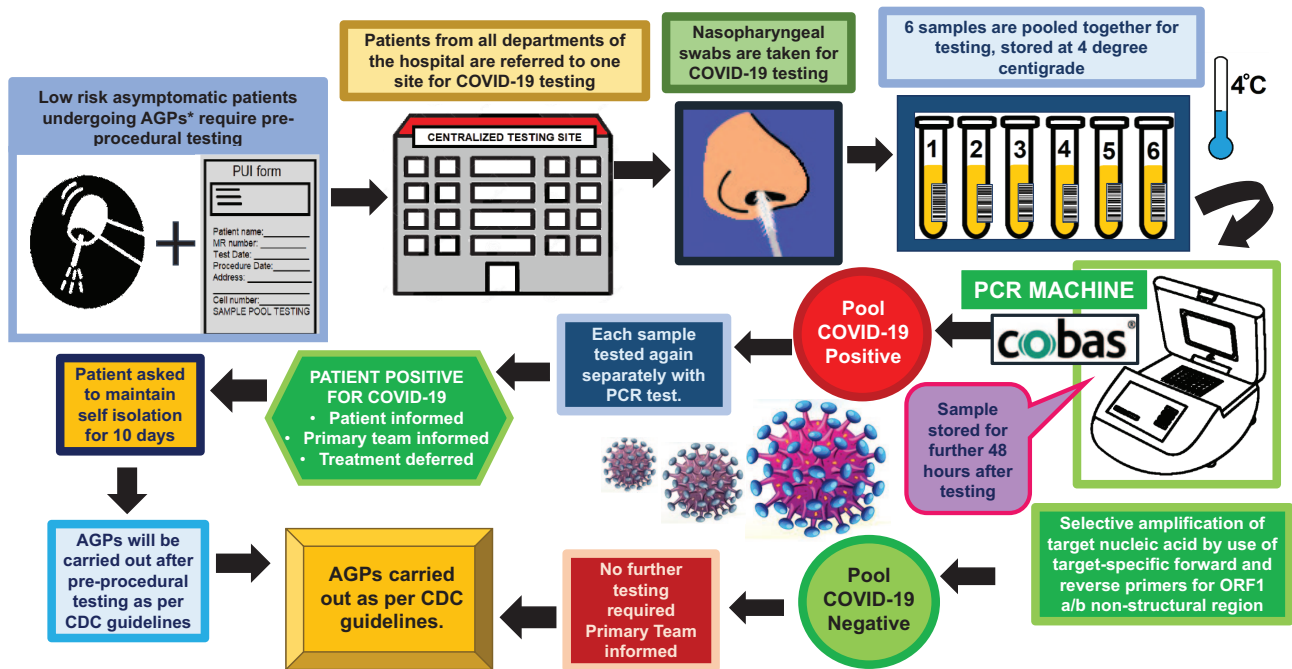 Low risk asymptomatic patients
undergoing AGPs* require pre-
procedural testing
PUI form
Patient name:
MR number:
Test Date:
Procedure Date:
Address:
Cell number:
SAMPLE POOL TESTING
Patients from all departments of
the hospital are referred to one
site for COVID-19 testing
CENTRALIZED TESTING SITE
Nasopharyngeal
swabs are taken for
COVID-19 testing
6 samples are pooled together for
testing, stored at 4 degree
centigrade
1 2 3 4 5 6
4°C
PCR MACHINE
cobas®
Sample
stored for
further 48
hours after
testing
Pool
COVID-19
Positive
Each sample
tested again
separately with
PCR test.
PATIENT POSITIVE
FOR COVID-19
• Patient informed
• Primary team informed
• Treatment deferred
Patient asked
to maintain
self isolation
for 10 days
AGPs will be
carried out after
pre-procedural
testing as per
CDC guidelines
Selective amplification of
target nucleic acid by use of
target-specific forward and
reverse primers for ORF1
a/b non-structural region
Pool
COVID-19
Negative
No further
testing
required
Primary Team
informed
AGPs carried
out as per CDC
guidelines.